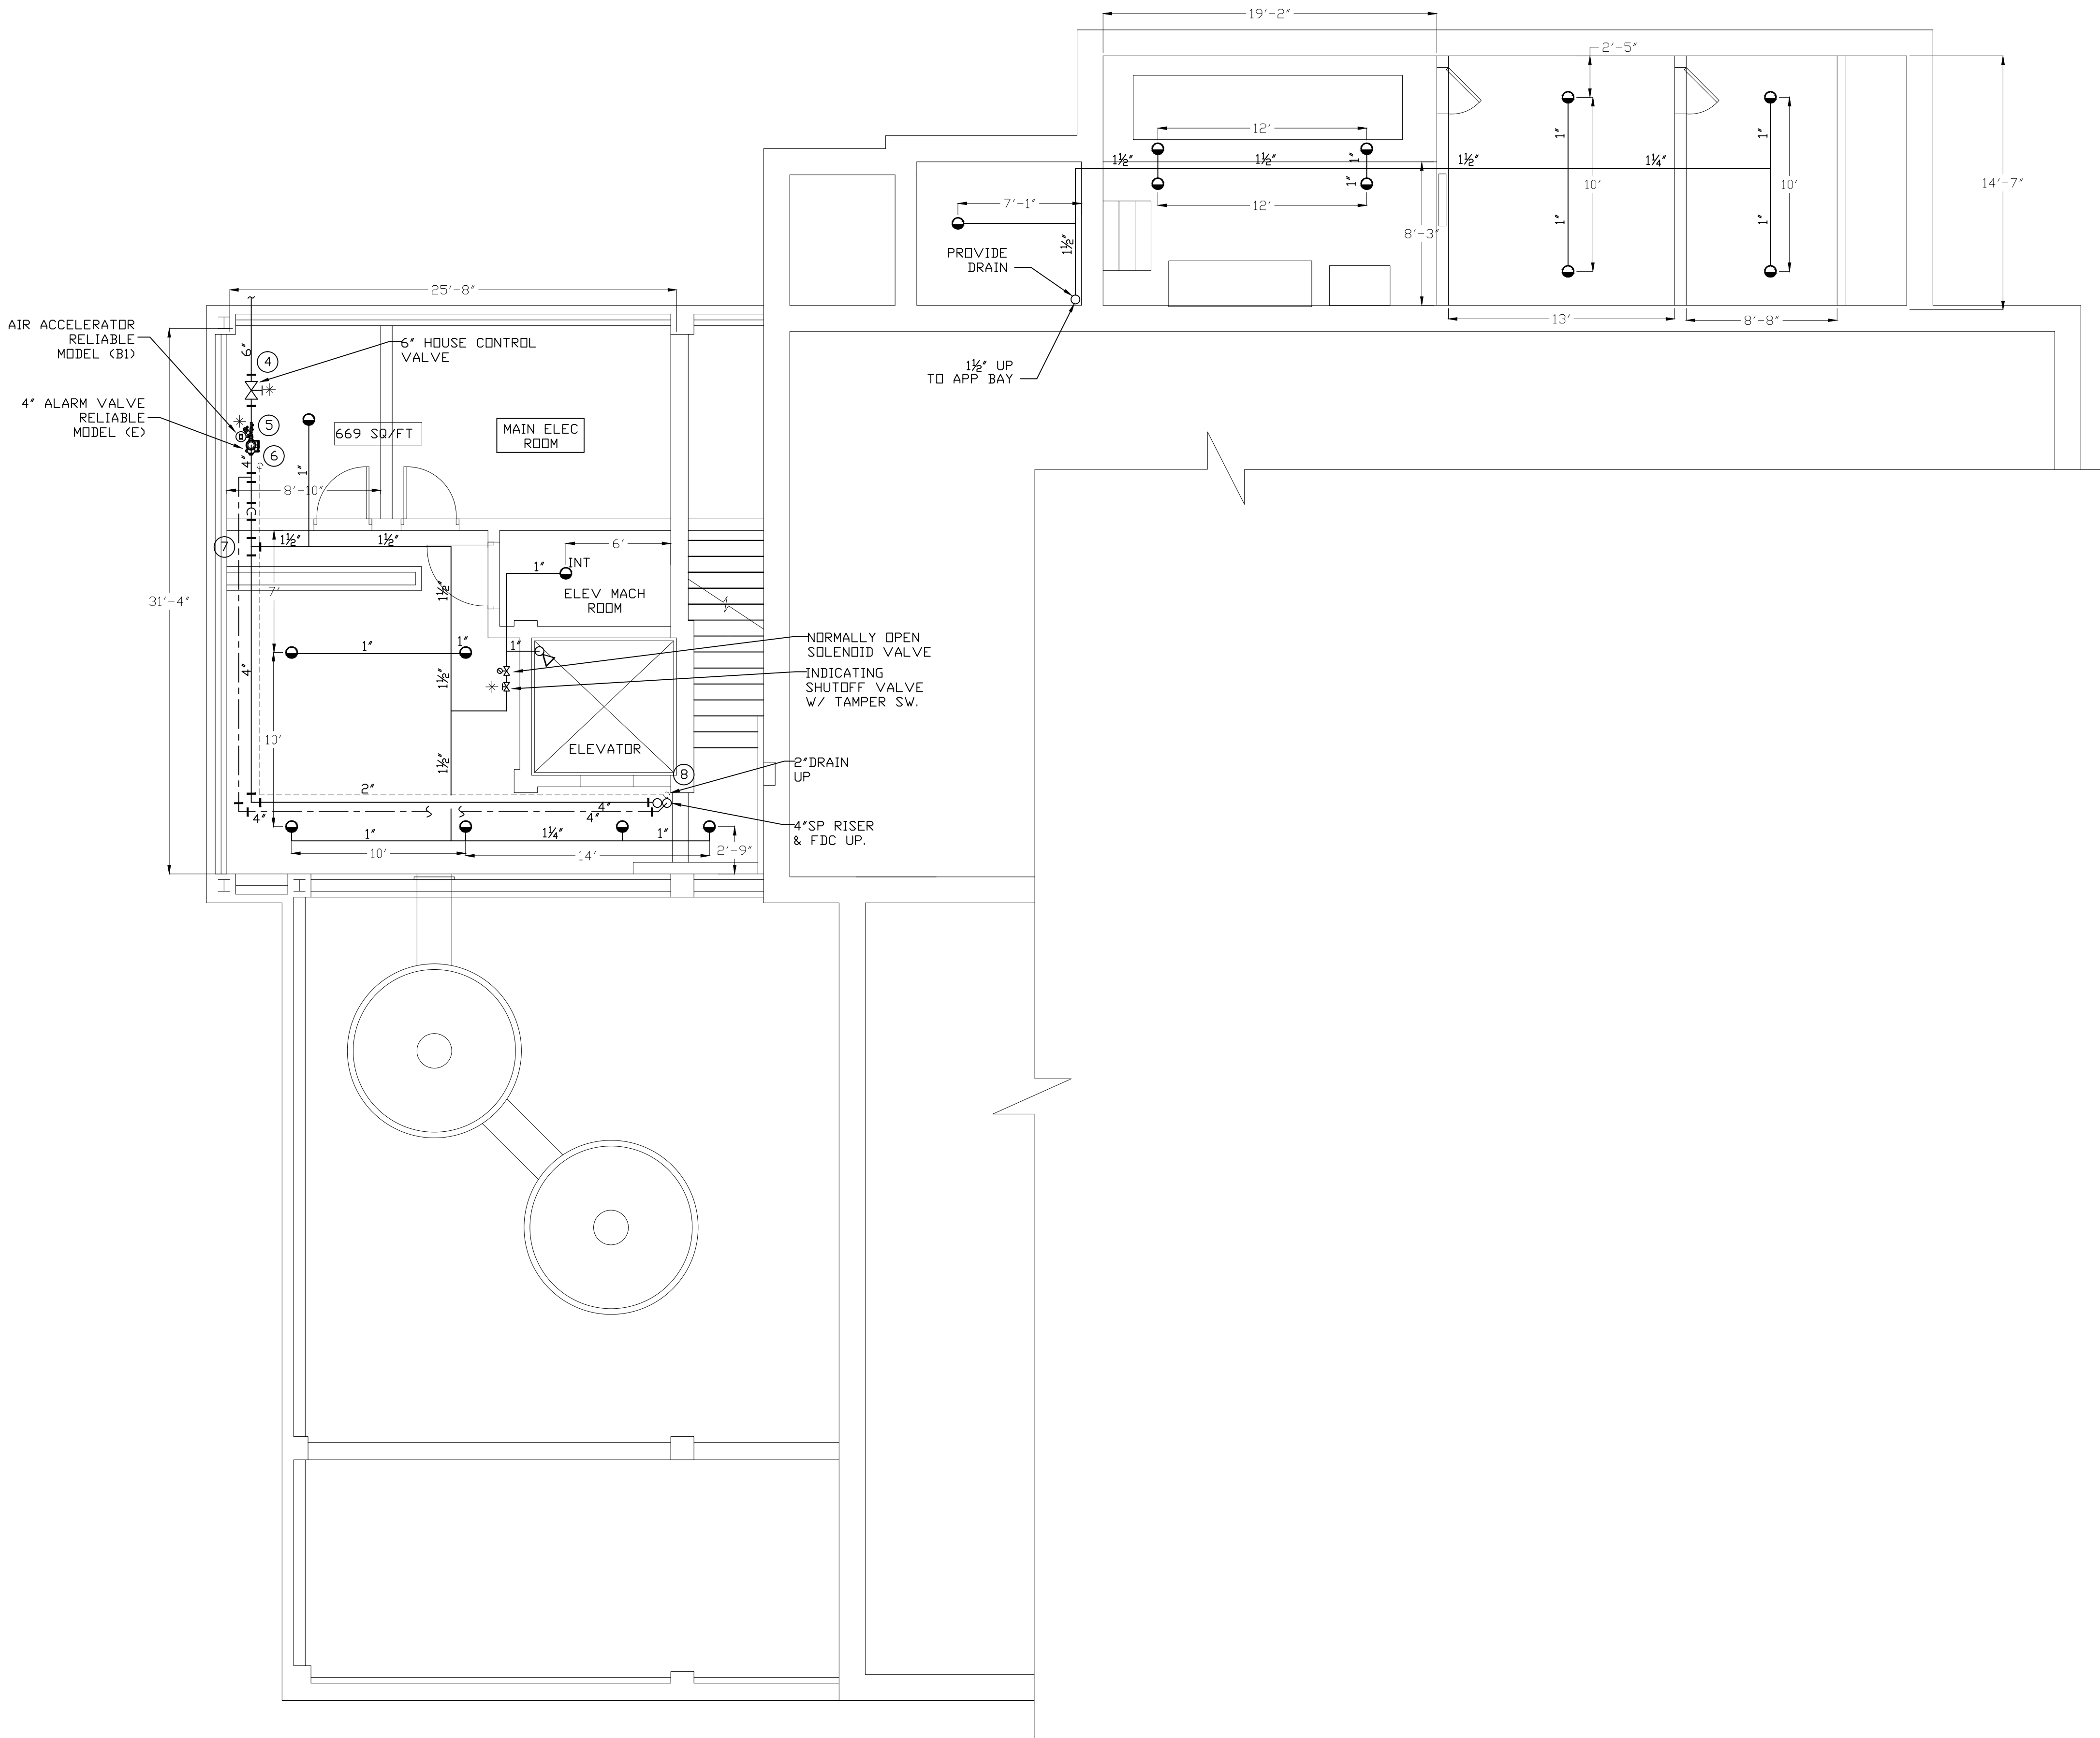 19'-2"
2'-5"
12'
1½"
1½"
1"
1½"
1"
1¼"
1"
1"
10'
10'
14'-7"
7'-1"
12'
1"
1"
8'-3"
1½"
PROVIDE
DRAIN
25'-8"
13'
8'-8"
AIR ACCELERATOR
RELIABLE
MODEL (B1)
6"
4
6" HOUSE CONTROL
VALVE
1½" UP
TO APP BAY
4" ALARM VALVE
RELIABLE
MODEL (E)
5
669 SQ/FT
MAIN ELEC
ROOM
6
4"
1"
8'-10"
7
1½"
1½"
6'
INT
1"
7'
1½"
ELEV MACH
ROOM
31'-4"
1"
1"
1"
NORMALLY OPEN
SOLENOID VALVE
4"
1½"
INDICATING
SHUTOFF VALVE
W/ TAMPER SW.
10'
ELEVATOR
1½"
8
2"DRAIN
UP
2"
4"
4"
4"
4"SP RISER
& FDC UP.
1"
1¼"
1"
10'
14'
2'-9"